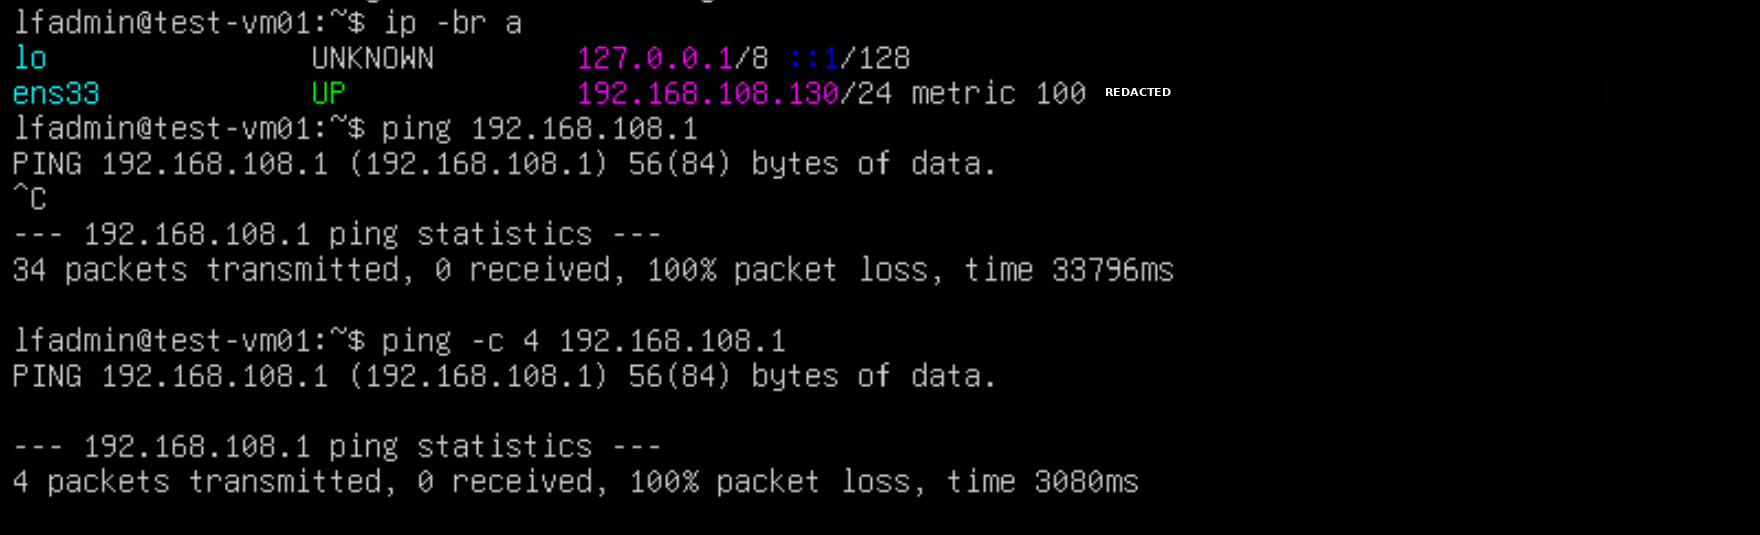 lfadmin@test-vm01:~$ ip -br a
lo UNKNOWN 127.0.0.1/8 ::1/128
ens33 UP 192.168.108.130/24 metric 100 REDACTED
lfadmin@test-vm01:~$ ping 192.168.108.1
PING 192.168.108.1 (192.168.108.1) 56(84) bytes of data.
^C
--- 192.168.108.1 ping statistics ---
34 packets transmitted, 0 received, 100% packet loss, time 33796ms
lfadmin@test-vm01:~$ ping -c 4 192.168.108.1
PING 192.168.108.1 (192.168.108.1) 56(84) bytes of data.
--- 192.168.108.1 ping statistics ---
4 packets transmitted, 0 received, 100% packet loss, time 3080ms